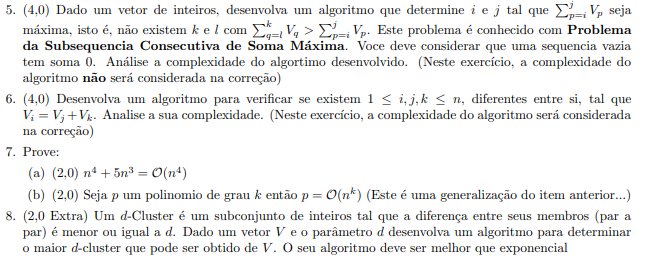 5. (4,0) Dado um vetor de inteiros, desenvolva um algoritmo que determine i e j tal que ∑_{p=i}^{j} V_p seja
máxima, isto é, não existem k e l com ∑_{q=l}^{k} V_q > ∑_{p=i}^{j} V_p. Este problema é conhecido com Problema
da Subsequencia Consecutiva de Soma Máxima. Voce deve considerar que uma sequencia vazia
tem soma 0. Análise a complexidade do algortimo desenvolvido. (Neste exercício, a complexidade do
algoritmo não será considerada na correção)
6. (4,0) Desenvolva um algoritmo para verificar se existem 1 ≤ i, j, k ≤ n, diferentes entre si, tal que
V_i = V_j + V_k. Analise a sua complexidade. (Neste exercício, a complexidade do algoritmo será considerada
na correção)
7. Prove:
(a) (2,0) n^4 + 5n^3 = O(n^4)
(b) (2,0) Seja p um polinomio de grau k então p = O(n^k) (Este é uma generalização do item anterior...)
8. (2,0 Extra) Um d-Cluster é um subconjunto de inteiros tal que a diferença entre seus membros (par a
par) é menor ou igual a d. Dado um vetor V e o parâmetro d desenvolva um algoritmo para determinar
o maior d-cluster que pode ser obtido de V. O seu algoritmo deve ser melhor que exponencial